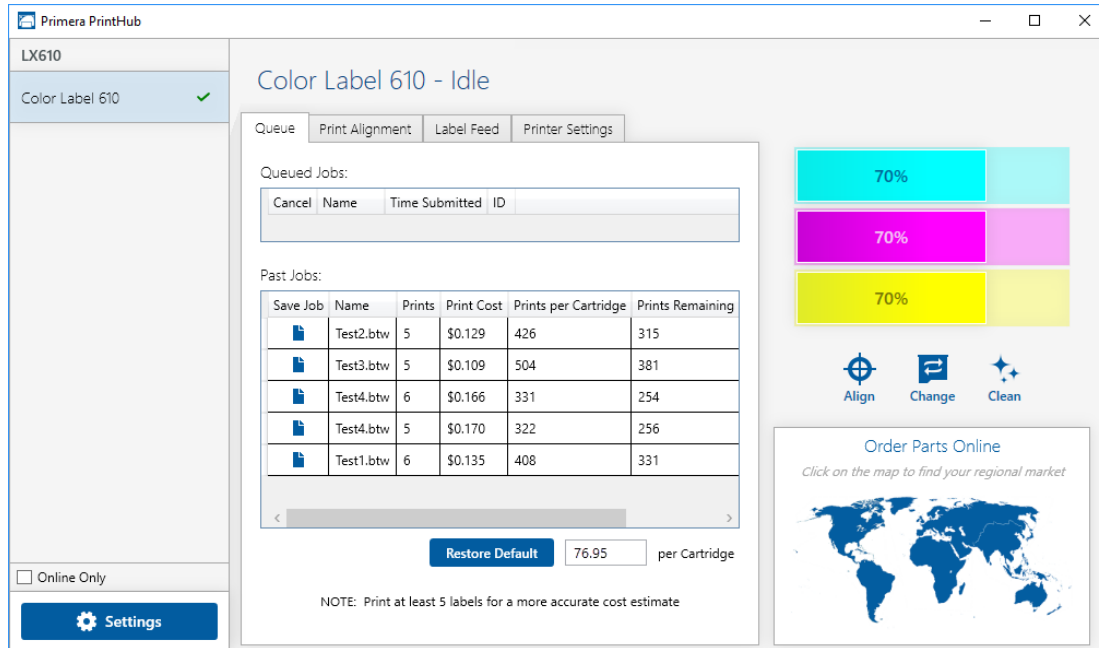 Primera PrintHub
LX610
Color Label 610
Color Label 610 - Idle
Queue Print Alignment Label Feed Printer Settings
Queued Jobs:
Cancel Name Time Submitted ID
Past Jobs:
Save Job Name Prints Print Cost Prints per Cartridge Prints Remaining
Test2.btw 5 $0.129 426 315
Test3.btw 5 $0.109 504 381
Test4.btw 6 $0.166 331 254
Test4.btw 5 $0.170 322 256
Test1.btw 6 $0.135 408 331
Restore Default 76.95 per Cartridge
NOTE: Print at least 5 labels for a more accurate cost estimate
70%
70%
70%
Align Change Clean
Order Parts Online
Click on the map to find your regional market
Online Only
Settings